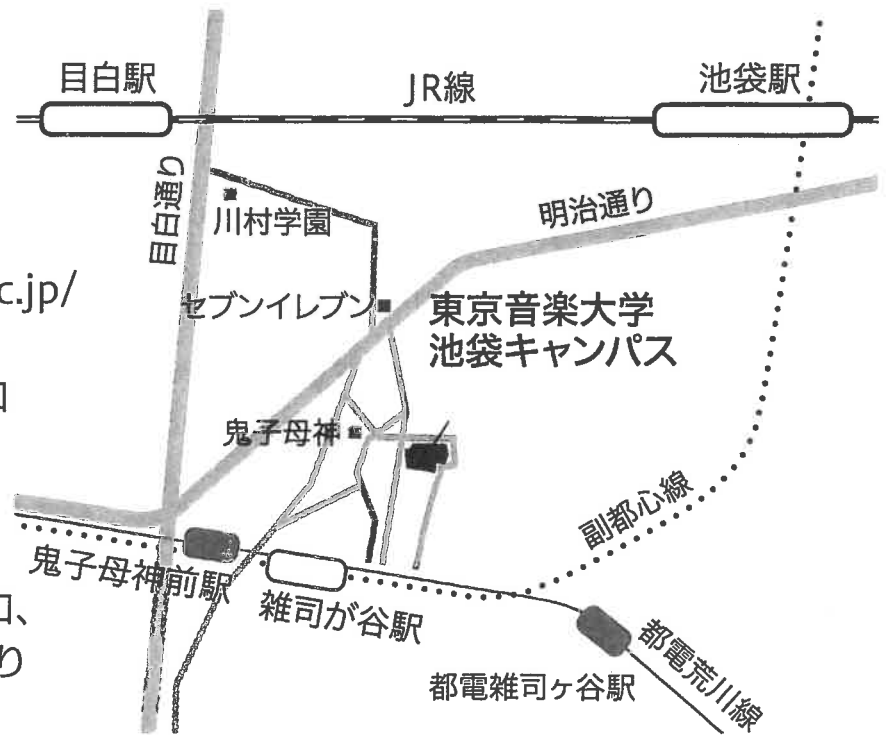 目白駅
JR線
池袋駅
目白通り
川村学園
明治通り
c.jp/
セブンイレブン
東京音楽大学
池袋キャンパス
鬼子母神
副都心線
鬼子母神前駅
雑司が谷駅
り
都電雑司ヶ谷駅
都電荒川線